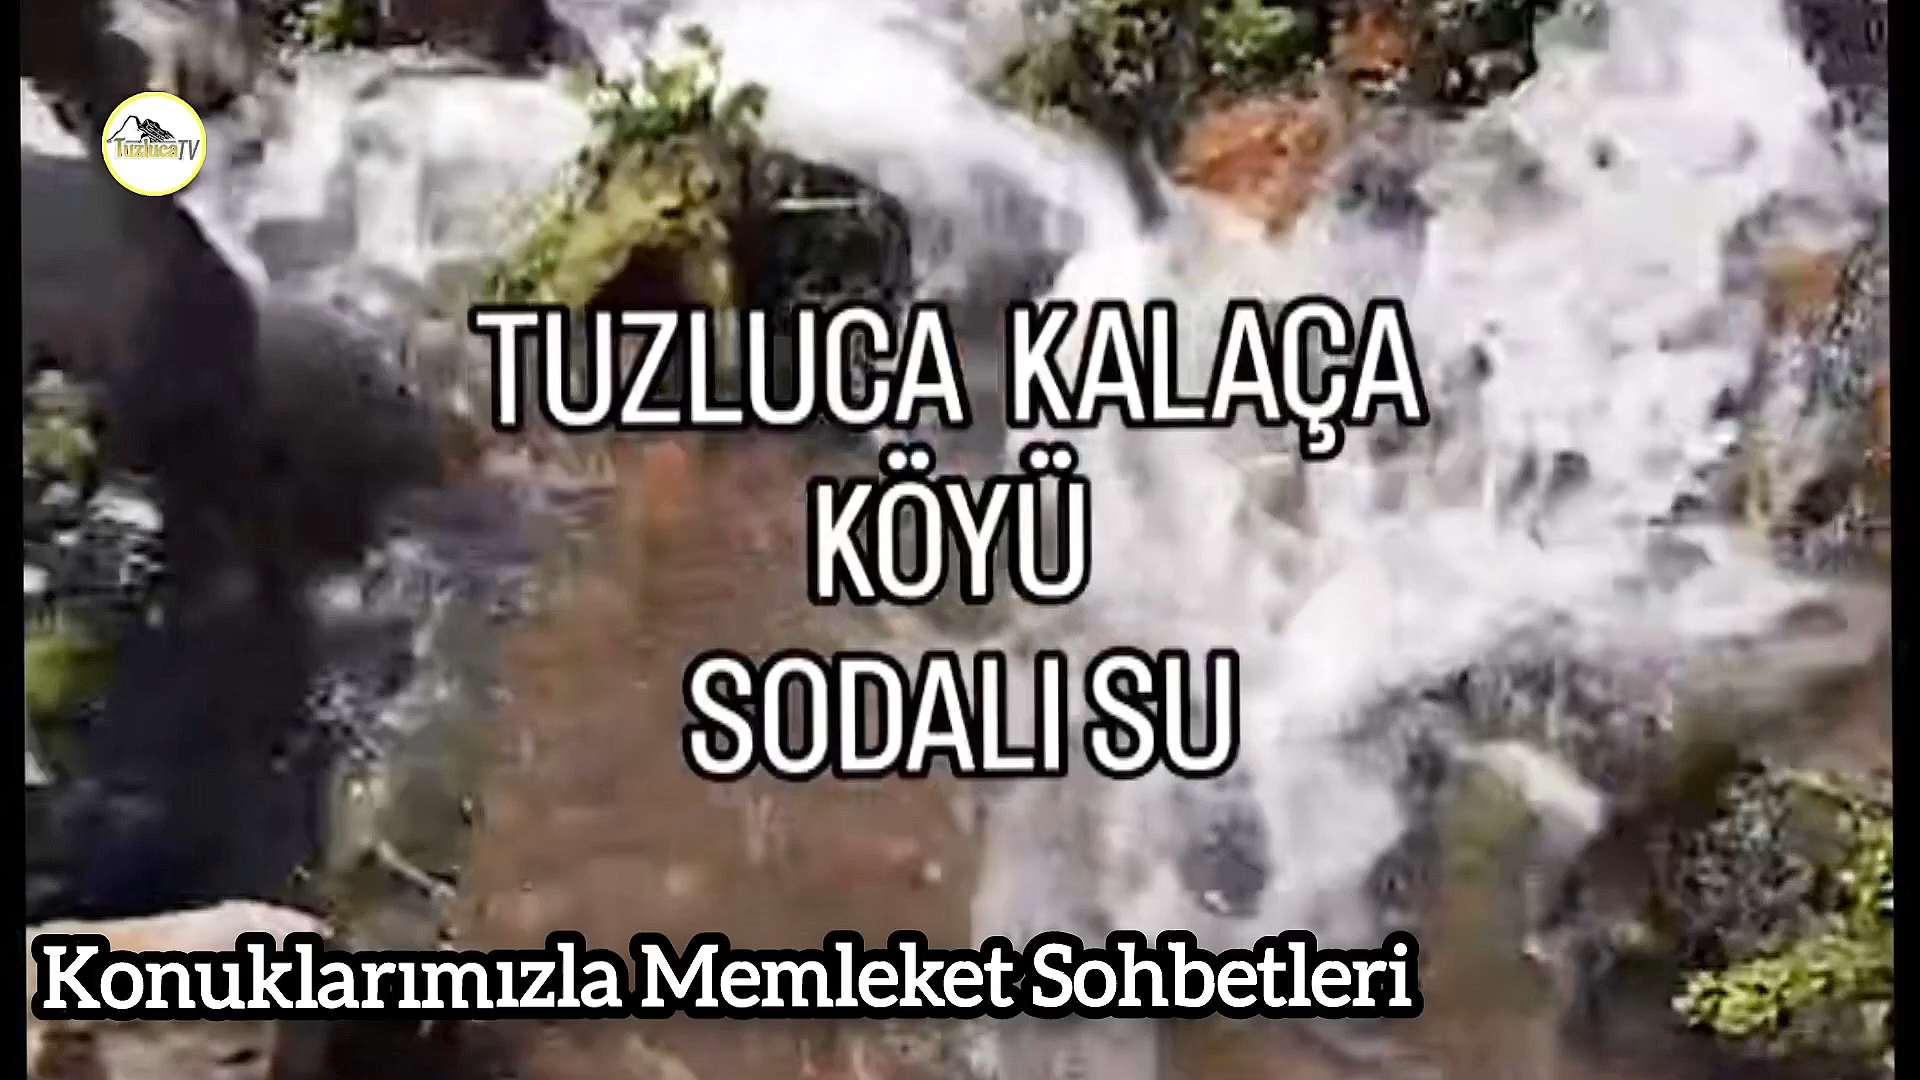 TuzlucaTV
TUZLUCA KALAÇA
KÖYÜ
SODALI SU
Konuklarımızla Memleket Sohbetleri